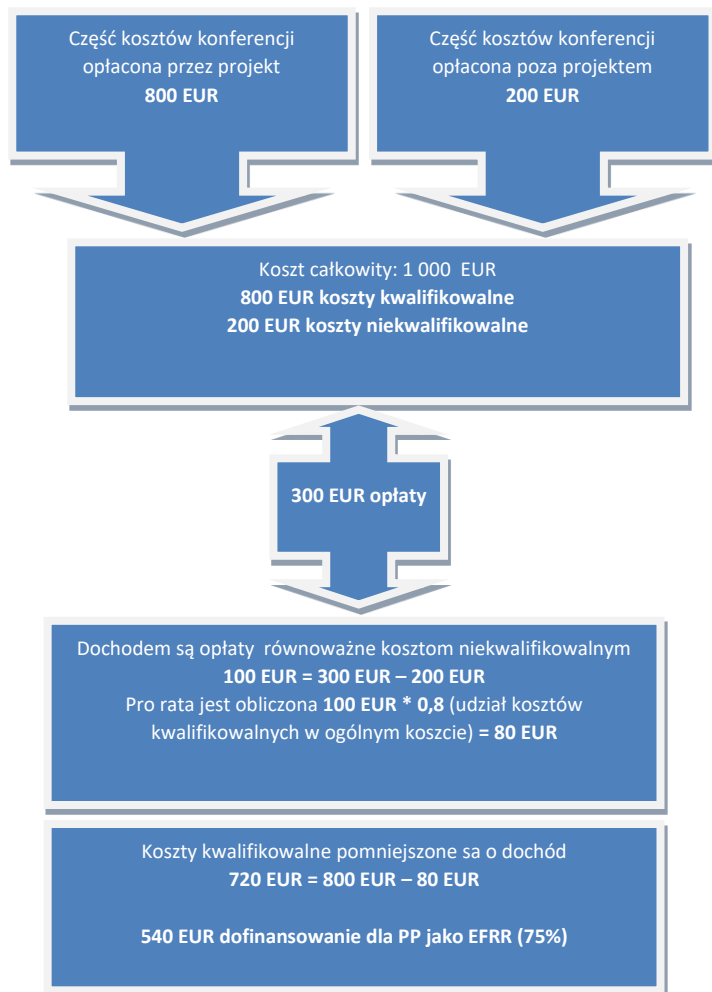 Część kosztów konferencji
opłacona przez projekt
800 EUR
Część kosztów konferencji
opłacona poza projektem
200 EUR
Koszt całkowity: 1 000  EUR
800 EUR koszty kwalifikowalne
200 EUR koszty niekwalifikowalne
300 EUR opłaty
Dochodem są opłaty  równoważne kosztom niekwalifikowalnym
100 EUR = 300 EUR – 200 EUR
Pro rata jest obliczona 100 EUR * 0,8 (udział kosztów
kwalifikowalnych w ogólnym koszcie) = 80 EUR
Koszty kwalifikowalne pomniejszone sa o dochód
720 EUR = 800 EUR – 80 EUR
540 EUR dofinansowanie dla PP jako EFRR (75%)